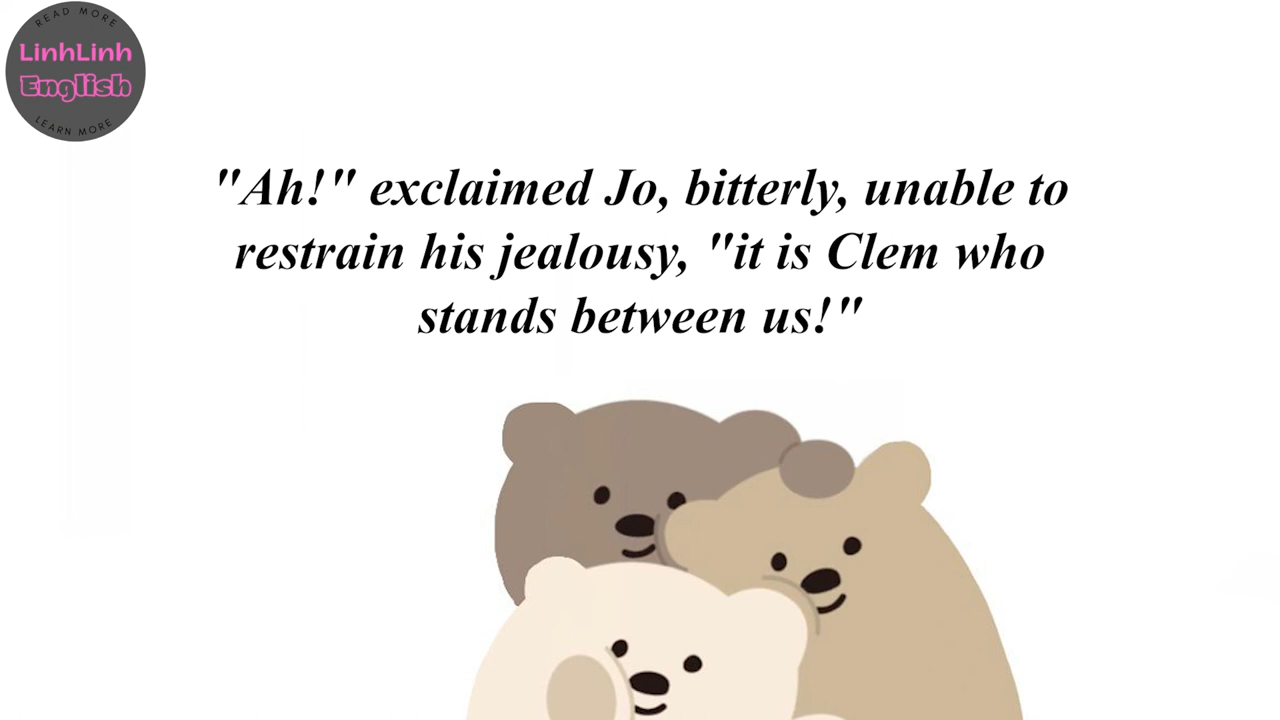 READ MORE
LinhLinh
English
LEARN MORE
"Ah!" exclaimed Jo, bitterly, unable to
restrain his jealousy, "it is Clem who
stands between us!"